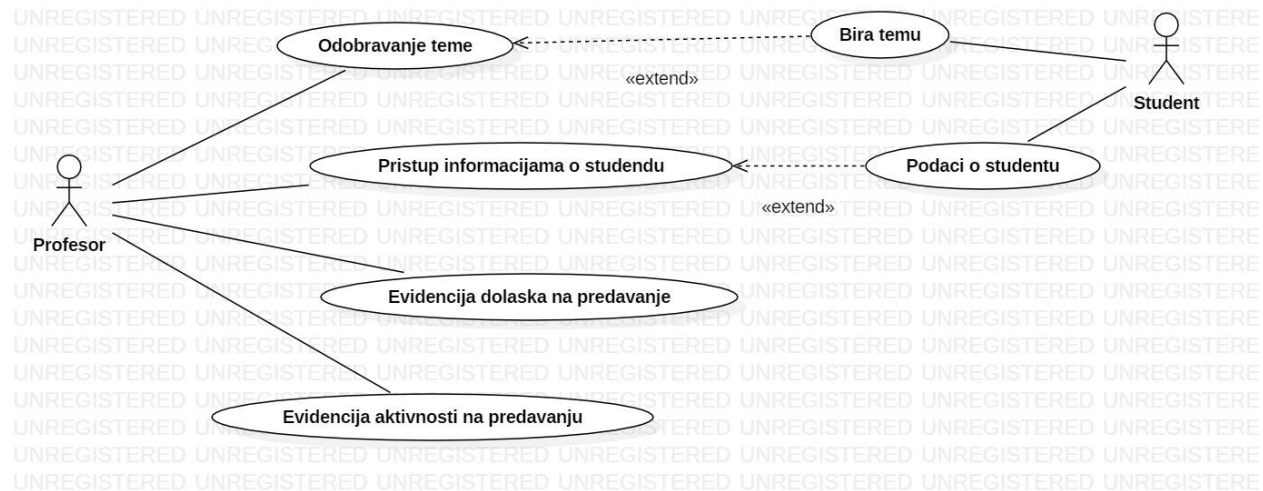 Odobravanje teme
Bira temu
«extend»
Student
Pristup informacijama o studendu
Podaci o studentu
«extend»
Profesor
Evidencija dolaska na predavanje
Evidencija aktivnosti na predavanju
UNREGISTERED